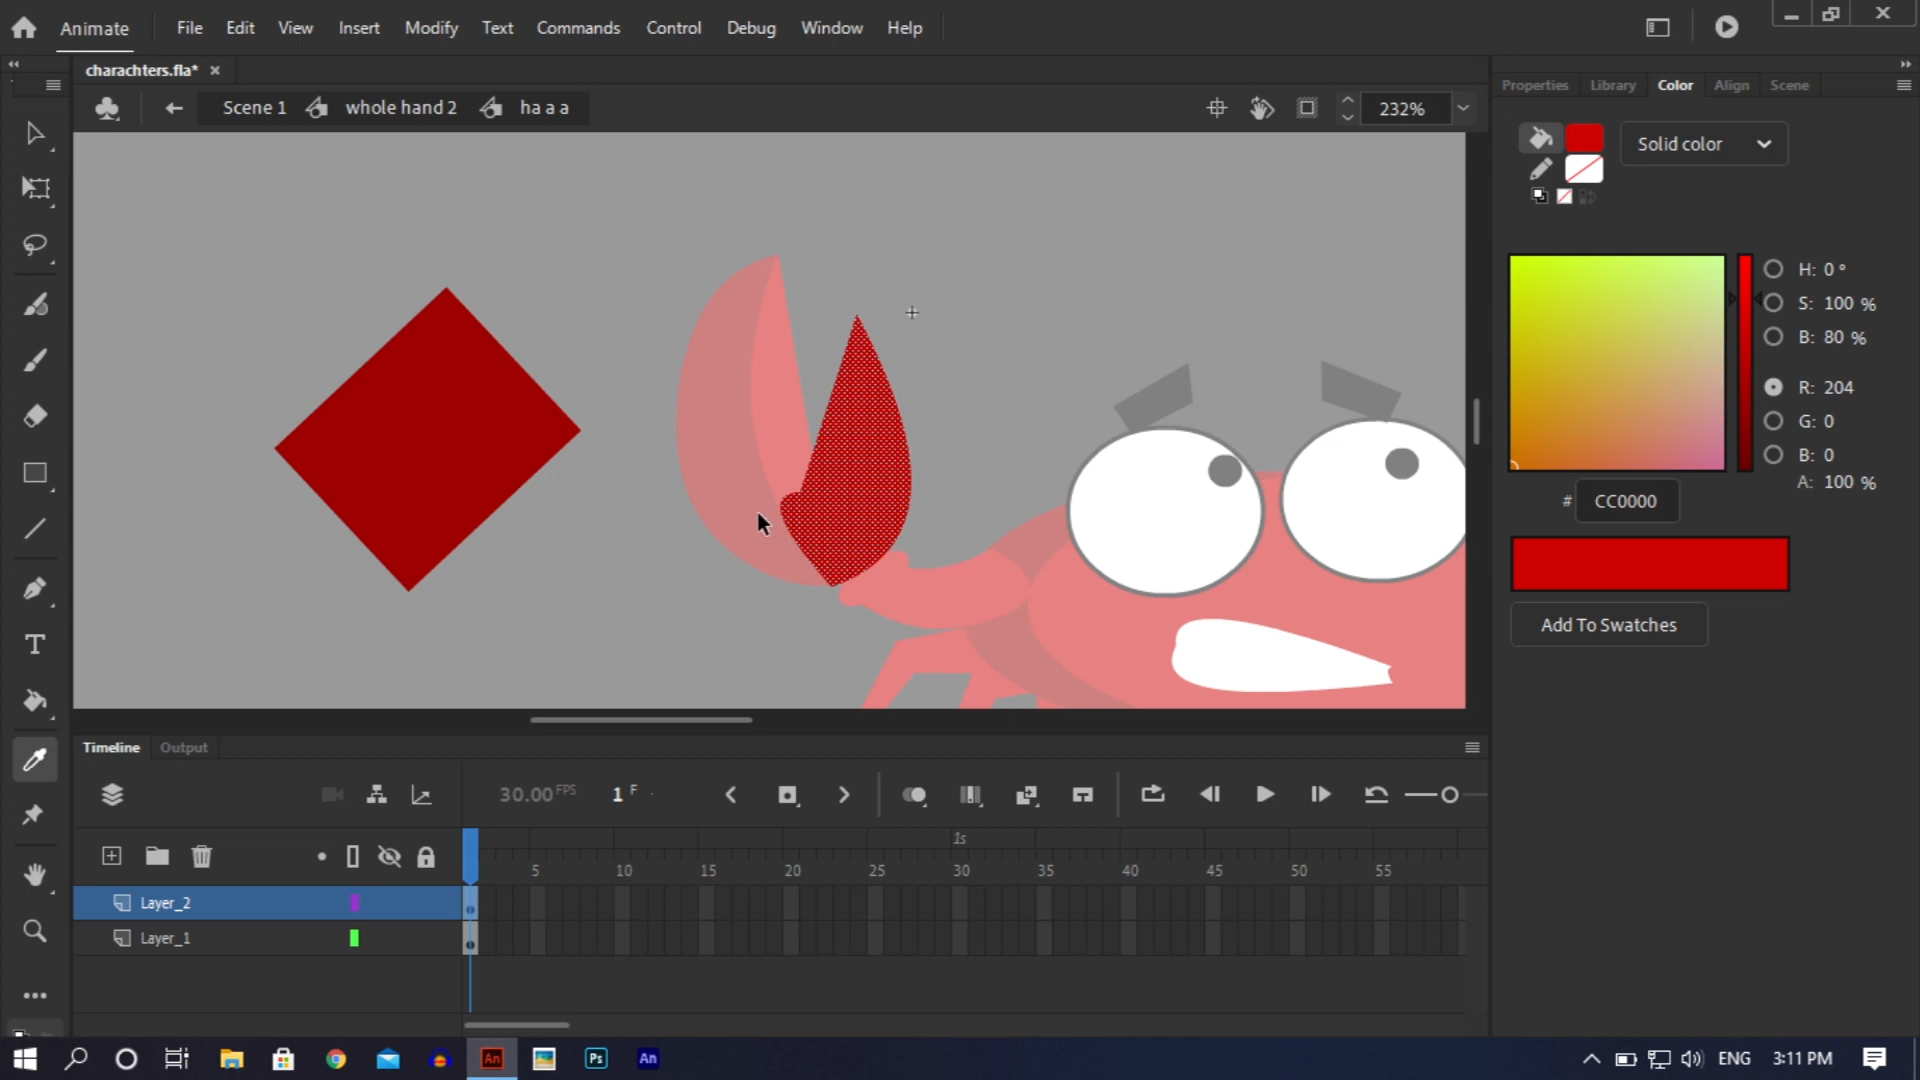 Animate File Edit View Insert Modify Text Commands Control Debug Window Help
charachters.fla*
Scene 1 whole hand 2 ha a a 232%
Properties Library Color Align Scene
Solid color
H: 0 °
S: 100 %
B: 80 %
R: 204
G: 0
B: 0
A: 100 %
# CC0000
Add To Swatches
Timeline Output
30.00 FPS 1 F
1s
5 10 15 20 25 30 35 40 45 50 55
Layer_2
Layer_1
An Ps An ENG 3:11 PM